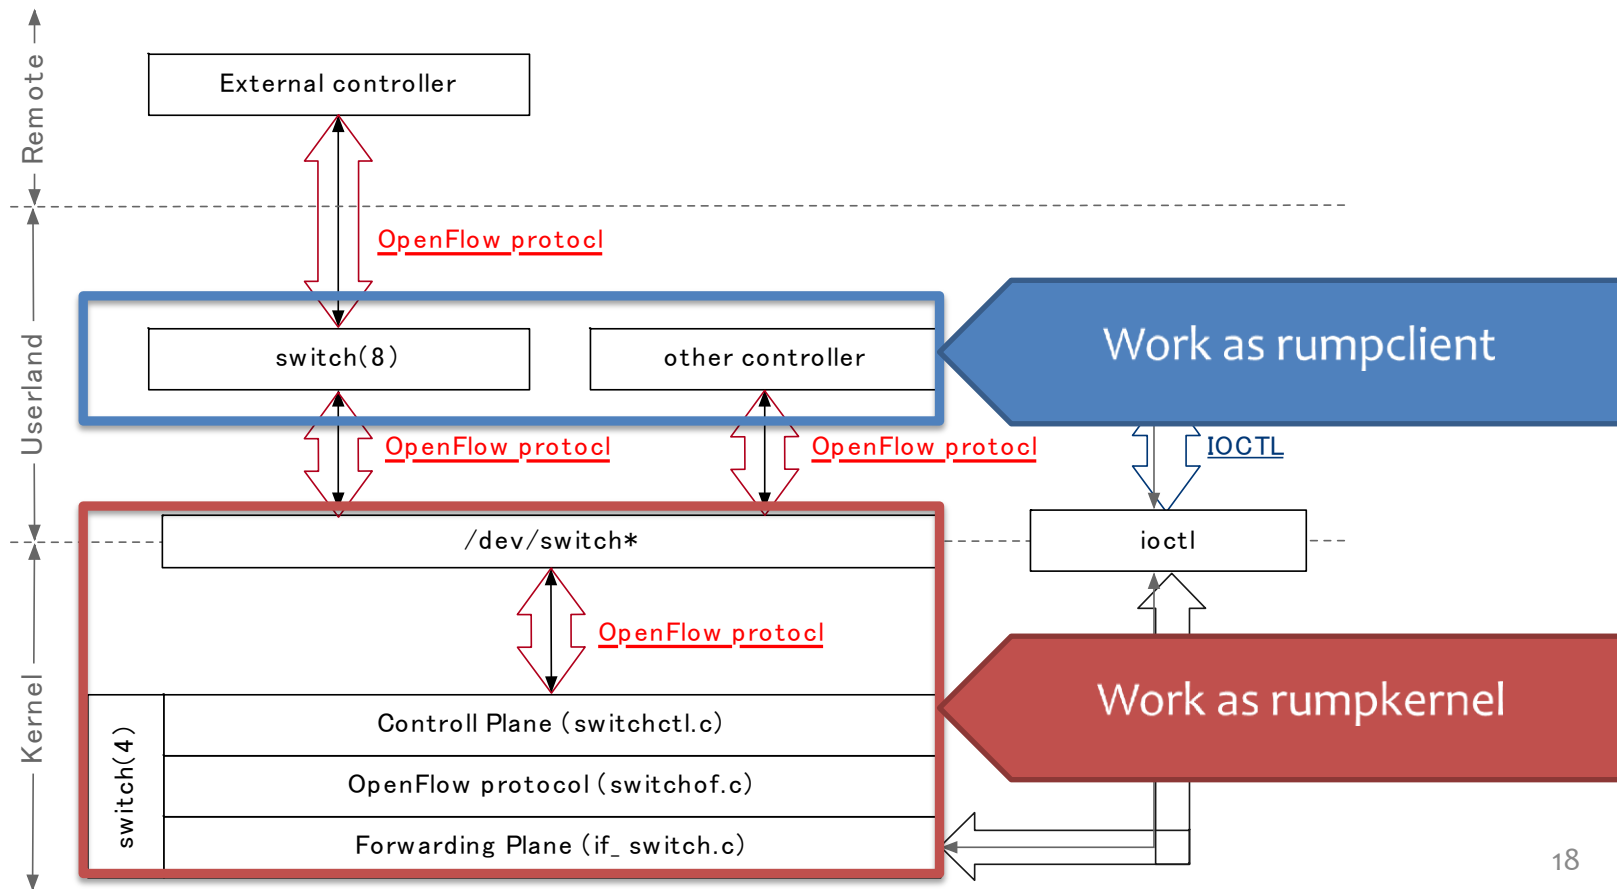 Remote
External controller
OpenFlow protocl
Userland
switch(8)
other controller
Work as rumpclient
OpenFlow protocl
OpenFlow protocl
IOCTL
/dev/switch*
ioctl
OpenFlow protocl
Kernel
switch(4)
Controll Plane (switchctl.c)
OpenFlow protocol (switchof.c)
Forwarding Plane (if_ switch.c)
Work as rumpkernel
18